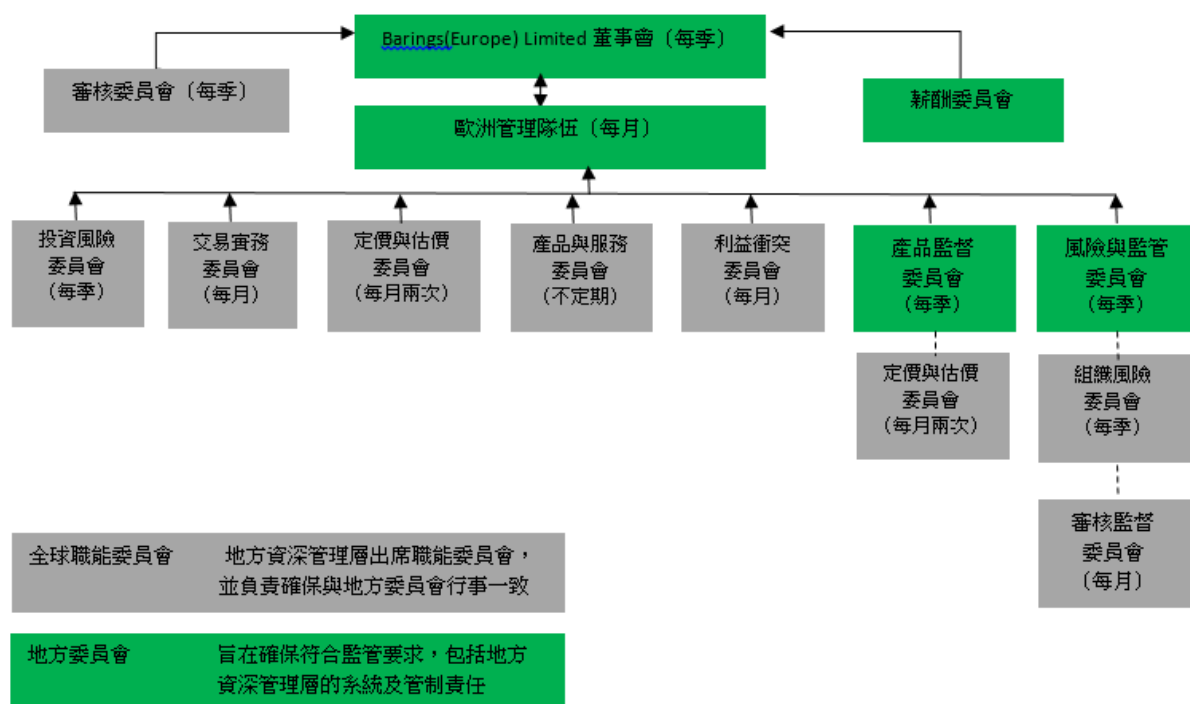 Barings(Europe) Limited 董事會〔每季〕
審核委員會〔每季〕
薪酬委員會
歐洲管理隊伍〔每月〕
投資風險
委員會
(每季)
交易實務
委員會
(每月)
定價與估價
委員會
(每月兩次)
產品與服務
委員會
(不定期)
利益衝突
委員會
(每月)
產品監督
委員會
(每季)
風險與監管
委員會
(每季)
定價與估價
委員會
(每月兩次)
組織風險
委員會
(每季)
審核監督
委員會
(每月)
全球職能委員會 地方資深管理層出席職能委員會，
並負責確保與地方委員會行事一致
地方委員會 旨在確保符合監管要求，包括地方
資深管理層的系統及管制責任